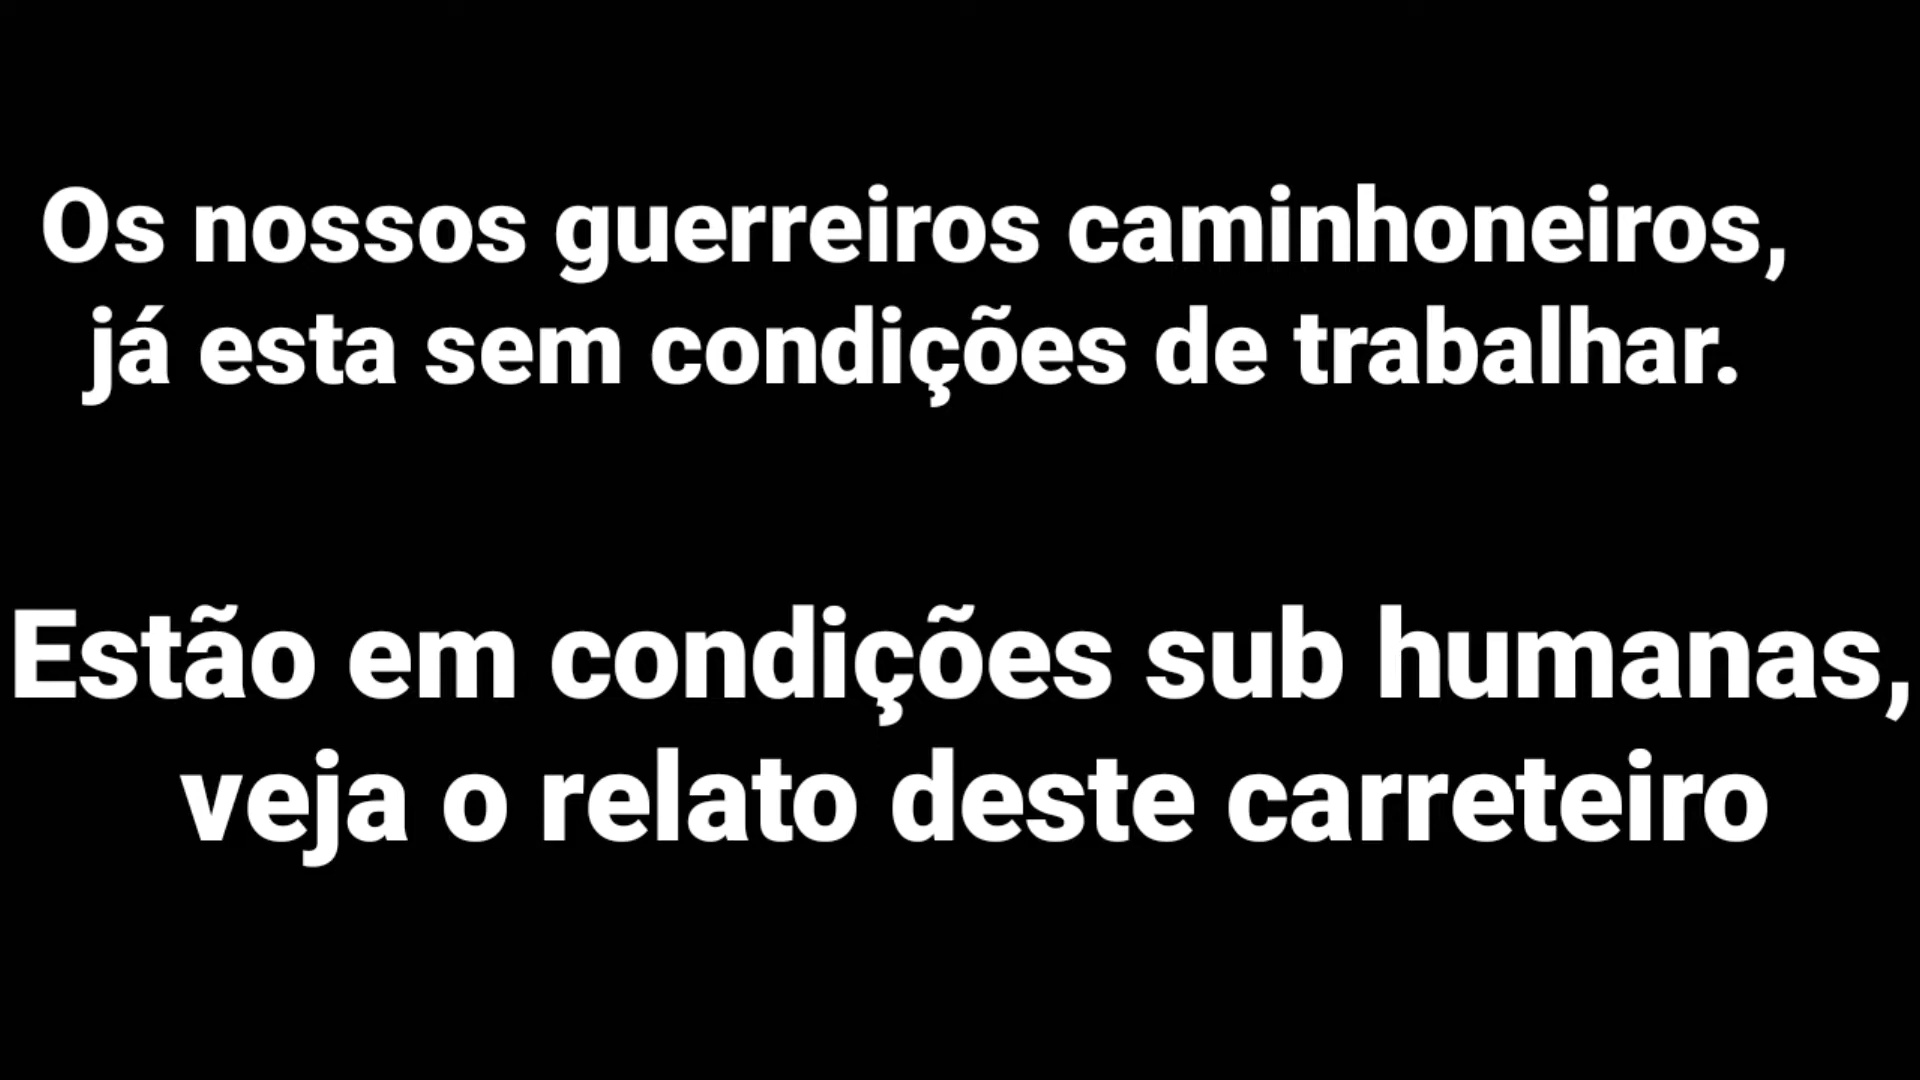 Os nossos guerreiros caminhoneiros,
já esta sem condições de trabalhar.
Estão em condições sub humanas,
veja o relato deste carreteiro